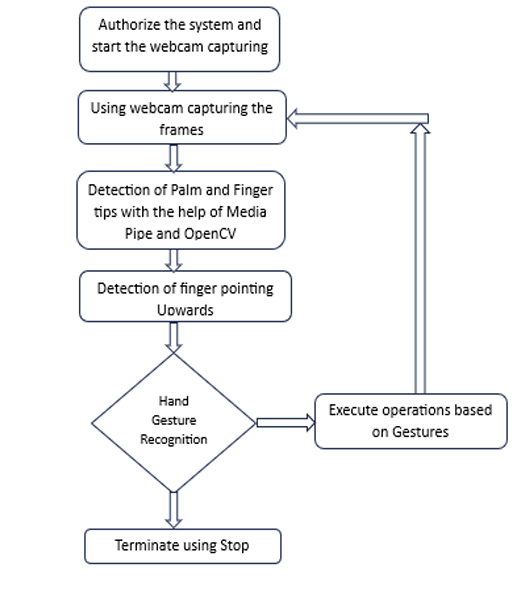 Authorize the system and
start the webcam capturing
Using webcam capturing the
frames
Detection of Palm and Finger
tips with the help of Media
Pipe and OpenCV
Detection of finger pointing
Upwards
Hand
Gesture
Recognition
Execute operations based
on Gestures
Terminate using Stop